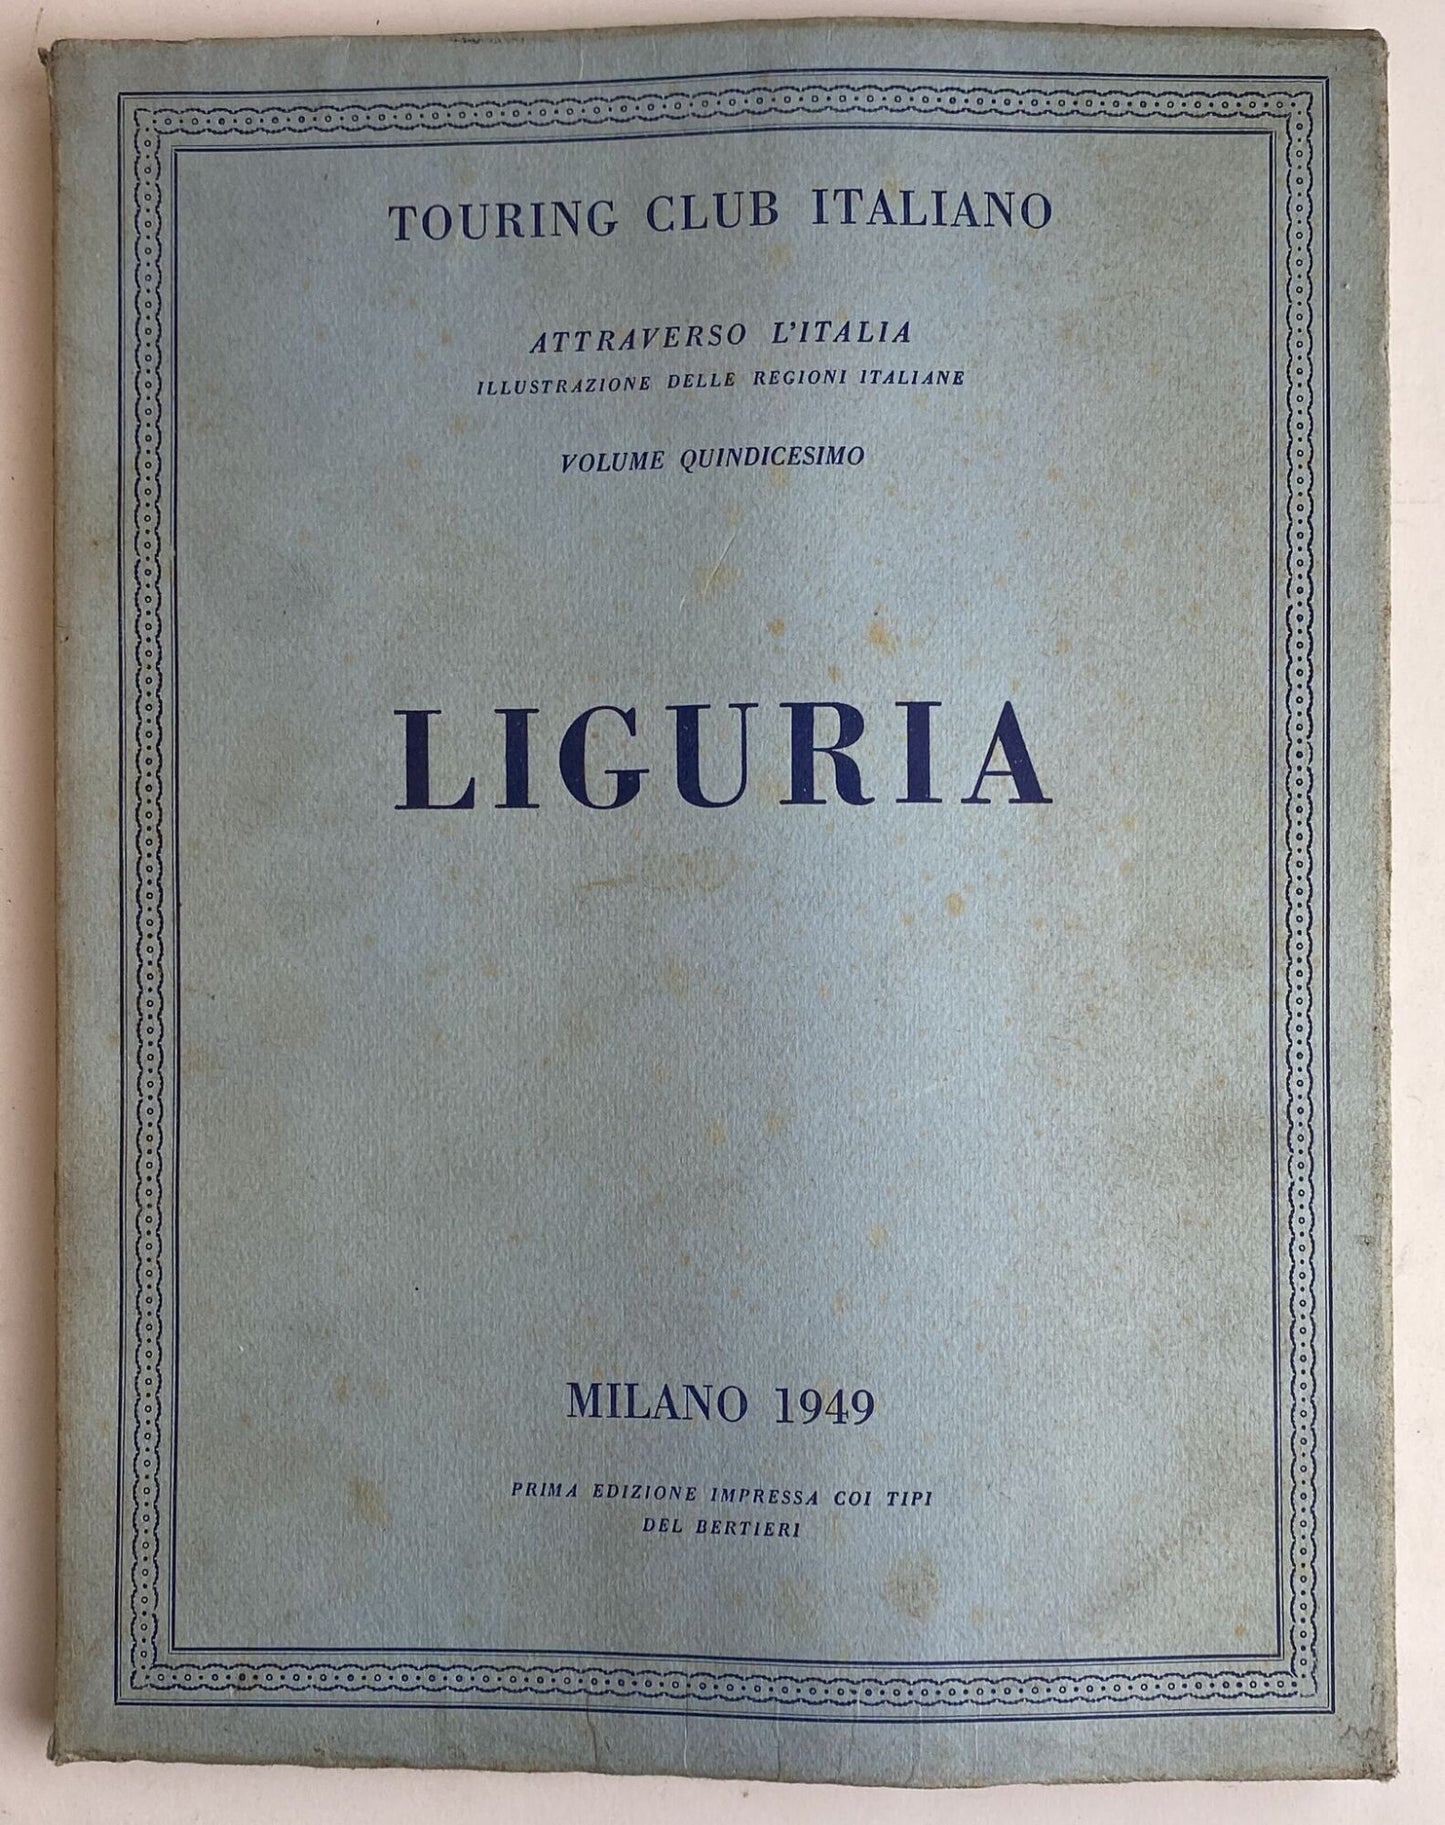 TOURING CLUB ITALIANO
ATTRAVERSO L'ITALIA
ILLUSTRAZIONE DELLE REGIONI ITALIANE
VOLUME QUINDICESIMO
LIGURIA
MILANO 1949
PRIMA EDIZIONE IMPRESSA COI TIPI
DEL BERTIERI